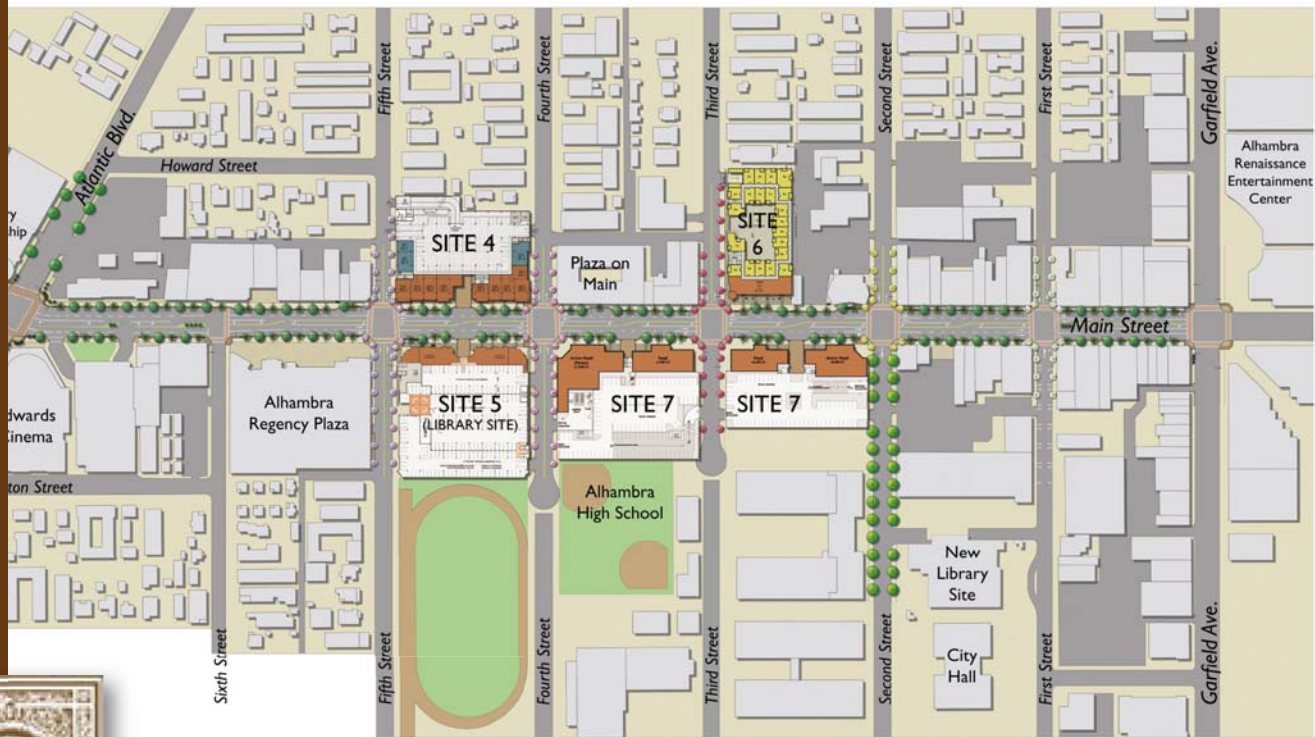 Atlantic Blvd.
Howard Street
Fifth Street
Fourth Street
Third Street
Second Street
First Street
Garfield Ave.
Alhambra
Renaissance
Entertainment
Center
SITE 4
Plaza on
Main
SITE
6
Main Street
Alhambra
Regency Plaza
SITE 5
(LIBRARY SITE)
SITE 7
SITE 7
Alhambra
High School
New
Library
Site
City
Hall
Sixth Street
Fifth Street
Fourth Street
Third Street
Second Street
First Street
Garfield Ave.
dwards
inema
ton Street